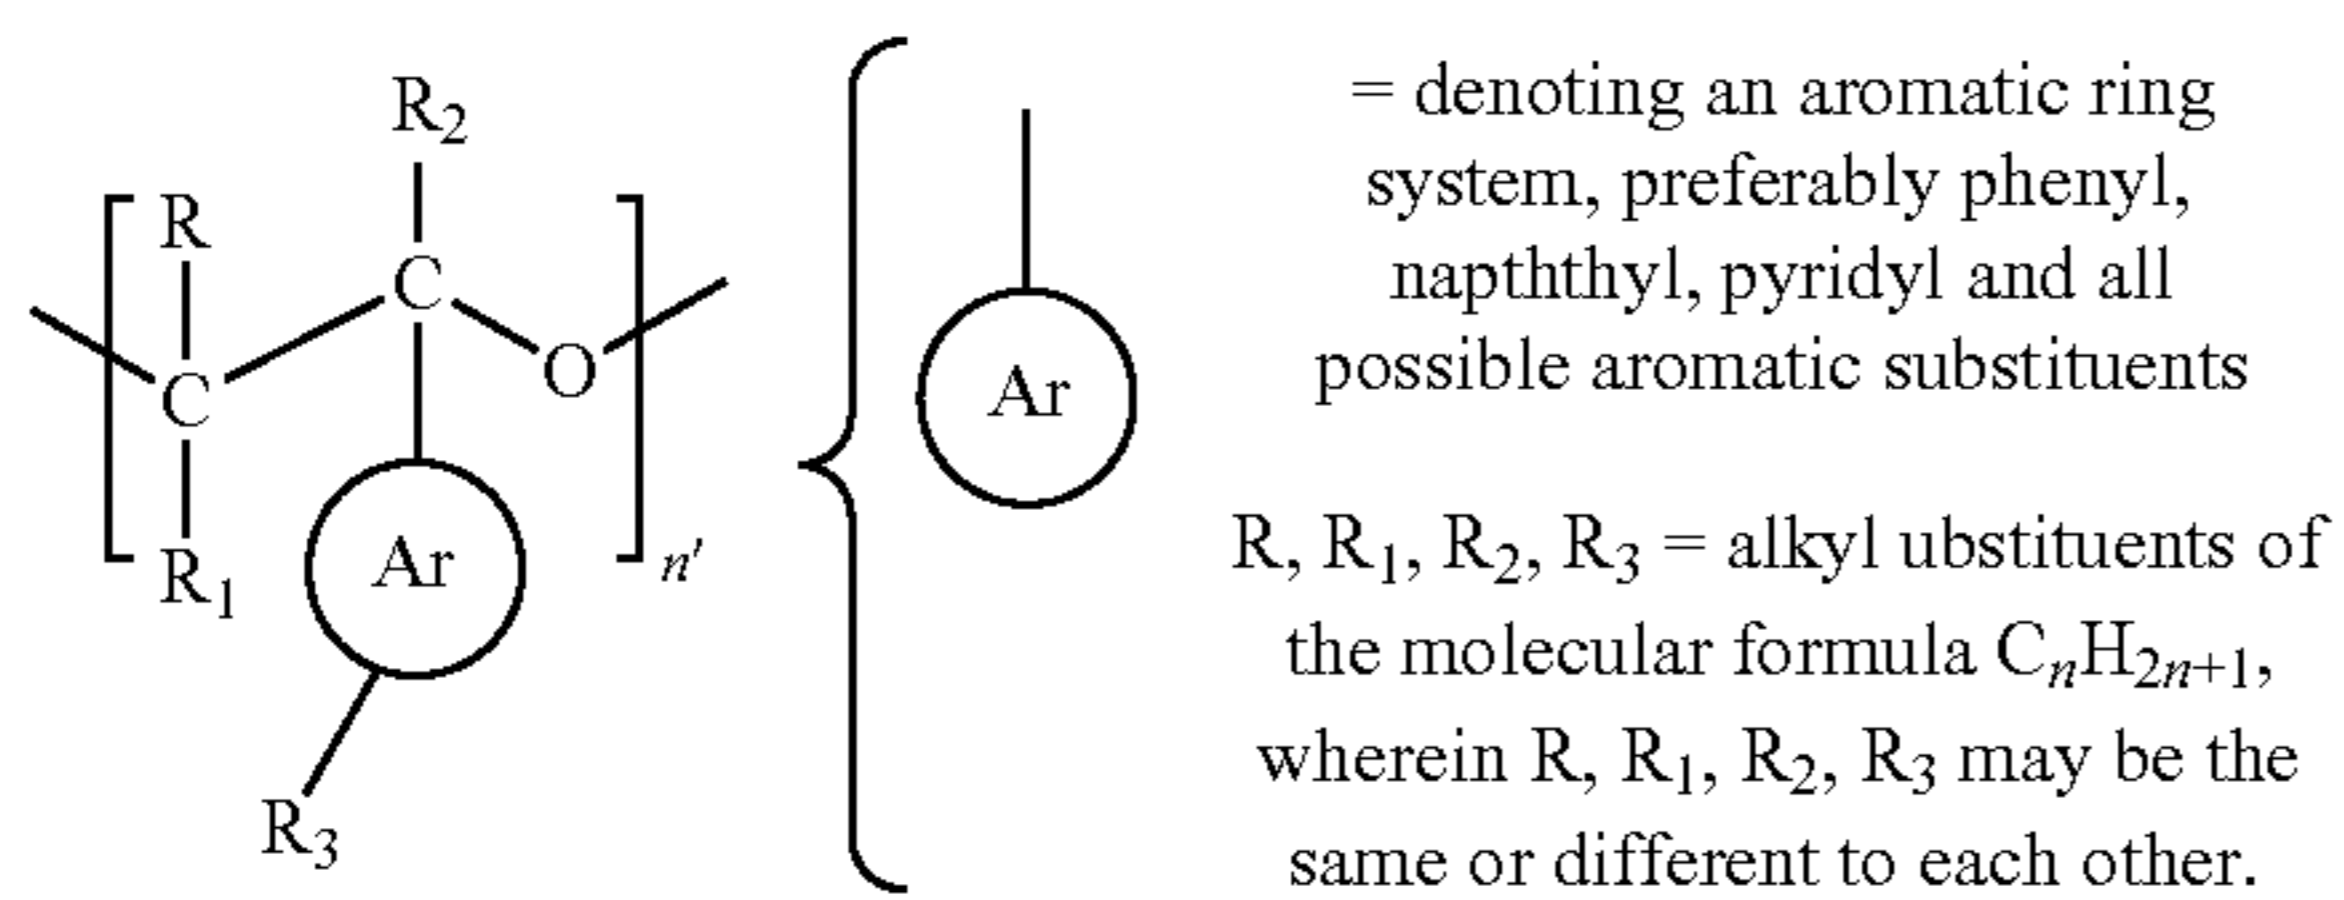 R₂
R
C
C
O
R₁
Ar
n'
R₃
Ar
= denoting an aromatic ring
system, preferably phenyl,
napththyl, pyridyl and all
possible aromatic substituents
R, R₁, R₂, R₃ = alkyl ubstituents of
the molecular formula CₙH₂ₙ₊₁,
wherein R, R₁, R₂, R₃ may be the
same or different to each other.